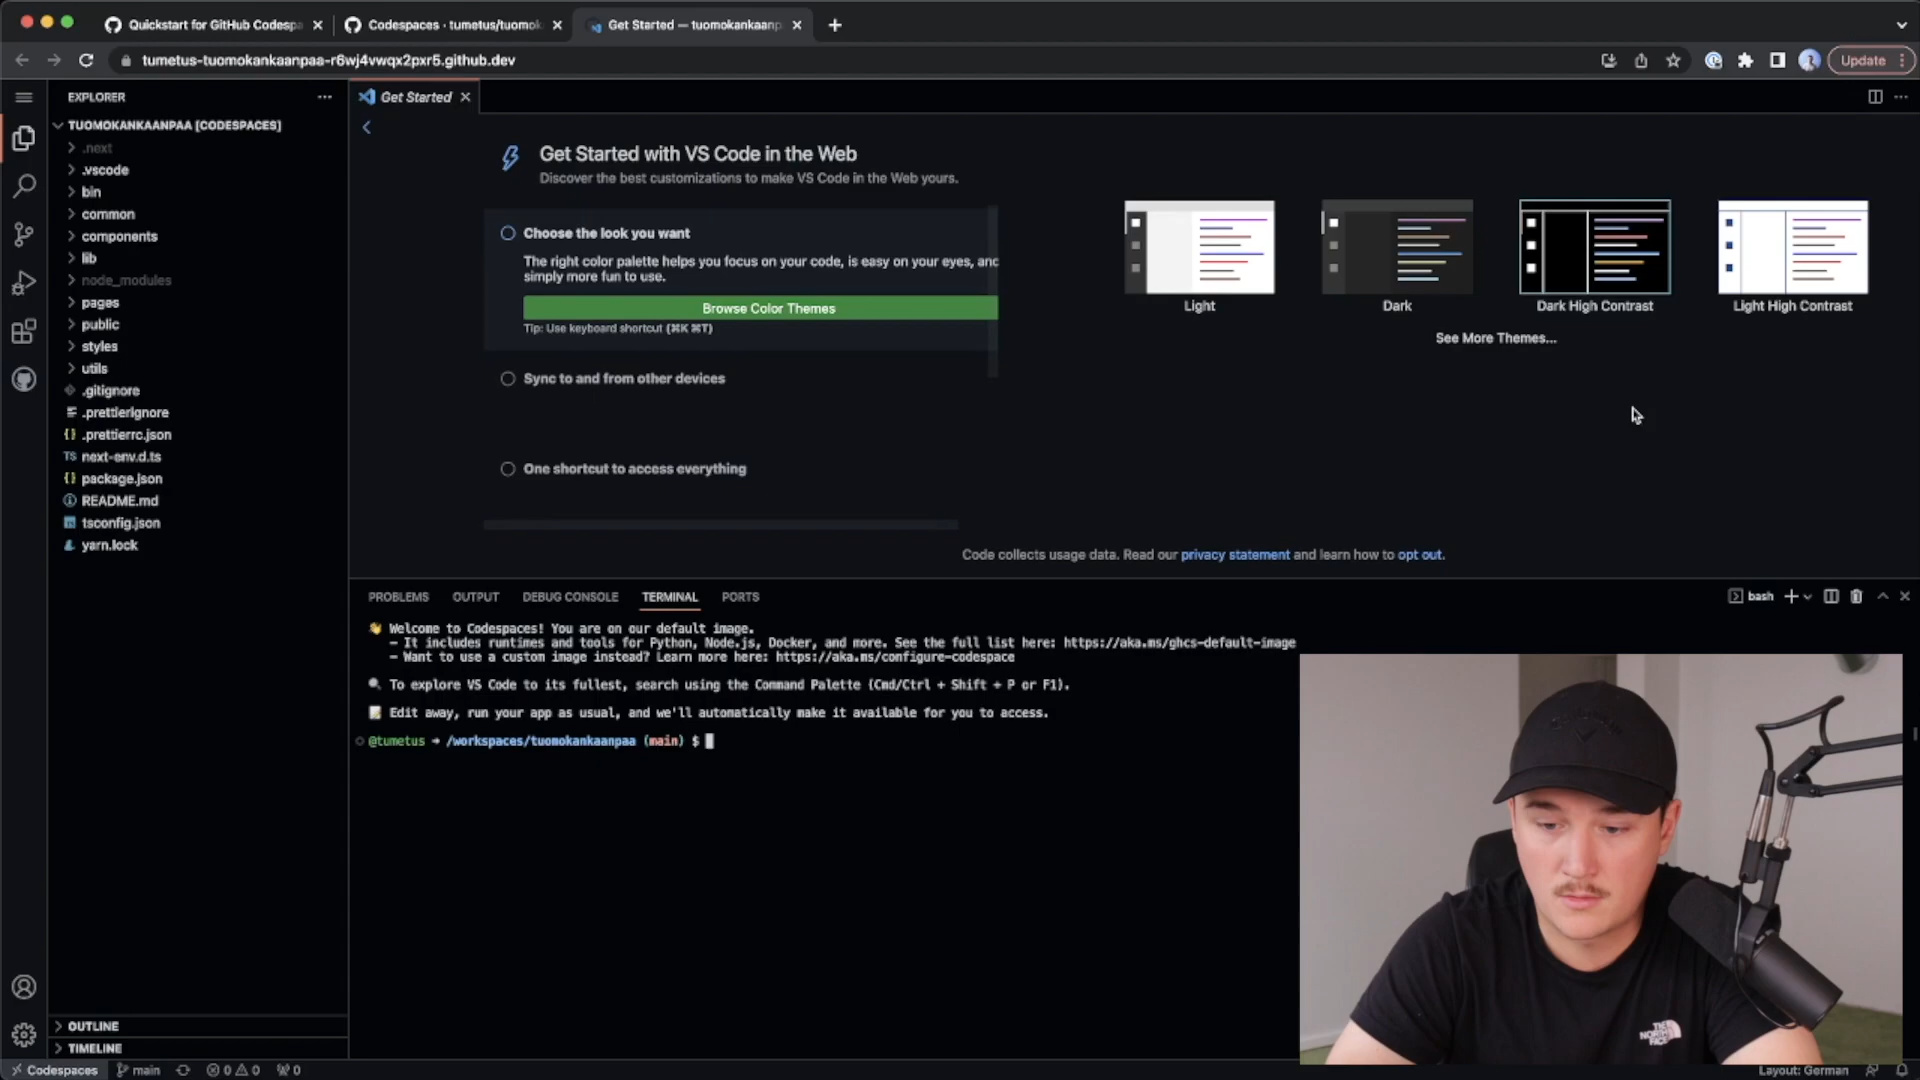 Quickstart for GitHub Codespa
Codespaces · tumetus/tuomok
Get Started — tuomokankaanp
tumetus-tuomokankaanpaa-r6wj4vwqx2pxr5.github.dev
Update
EXPLORER
TUOMOKANKAANPAA [CODESPACES]
.next
.vscode
bin
common
components
lib
node_modules
pages
public
styles
utils
.gitignore
.prettierignore
.prettierrc.json
next-env.d.ts
package.json
README.md
tsconfig.json
yarn.lock
OUTLINE
TIMELINE
Get Started
Get Started with VS Code in the Web
Discover the best customizations to make VS Code in the Web yours.
Choose the look you want
The right color palette helps you focus on your code, is easy on your eyes, and
simply more fun to use.
Browse Color Themes
Tip: Use keyboard shortcut (⌘K ⌘T)
Sync to and from other devices
One shortcut to access everything
Light
Dark
Dark High Contrast
Light High Contrast
See More Themes...
Code collects usage data. Read our privacy statement and learn how to opt out.
PROBLEMS OUTPUT DEBUG CONSOLE TERMINAL PORTS
bash
👋 Welcome to Codespaces! You are on our default image.
- It includes runtimes and tools for Python, Node.js, Docker, and more. See the full list here: https://aka.ms/ghcs-default-image
- Want to use a custom image instead? Learn more here: https://aka.ms/configure-codespace
🔍 To explore VS Code to its fullest, search using the Command Palette (Cmd/Ctrl + Shift + P or F1).
📝 Edit away, run your app as usual, and we'll automatically make it available for you to access.
@tumetus ➜ /workspaces/tuomokankaanpaa (main) $
THE
NORTH
FACE
Codespaces main 0 0 0
Layout: German